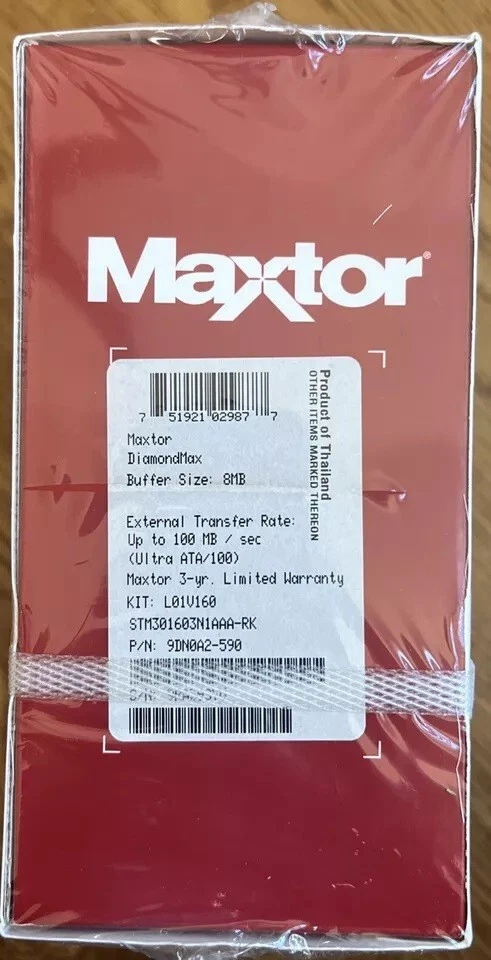 Maxtor®
7 51921 02987 7
Product of Thailand
OTHER ITEMS MARKED THEREON
Maxtor
DiamondMax
Buffer Size: 8MB
External Transfer Rate:
Up to 100 MB / sec
(Ultra ATA/100)
Maxtor 3-yr. Limited Warranty
KIT: L01V160
STM301603N1AAA-RK
P/N: 9DN0A2-590
S/N: